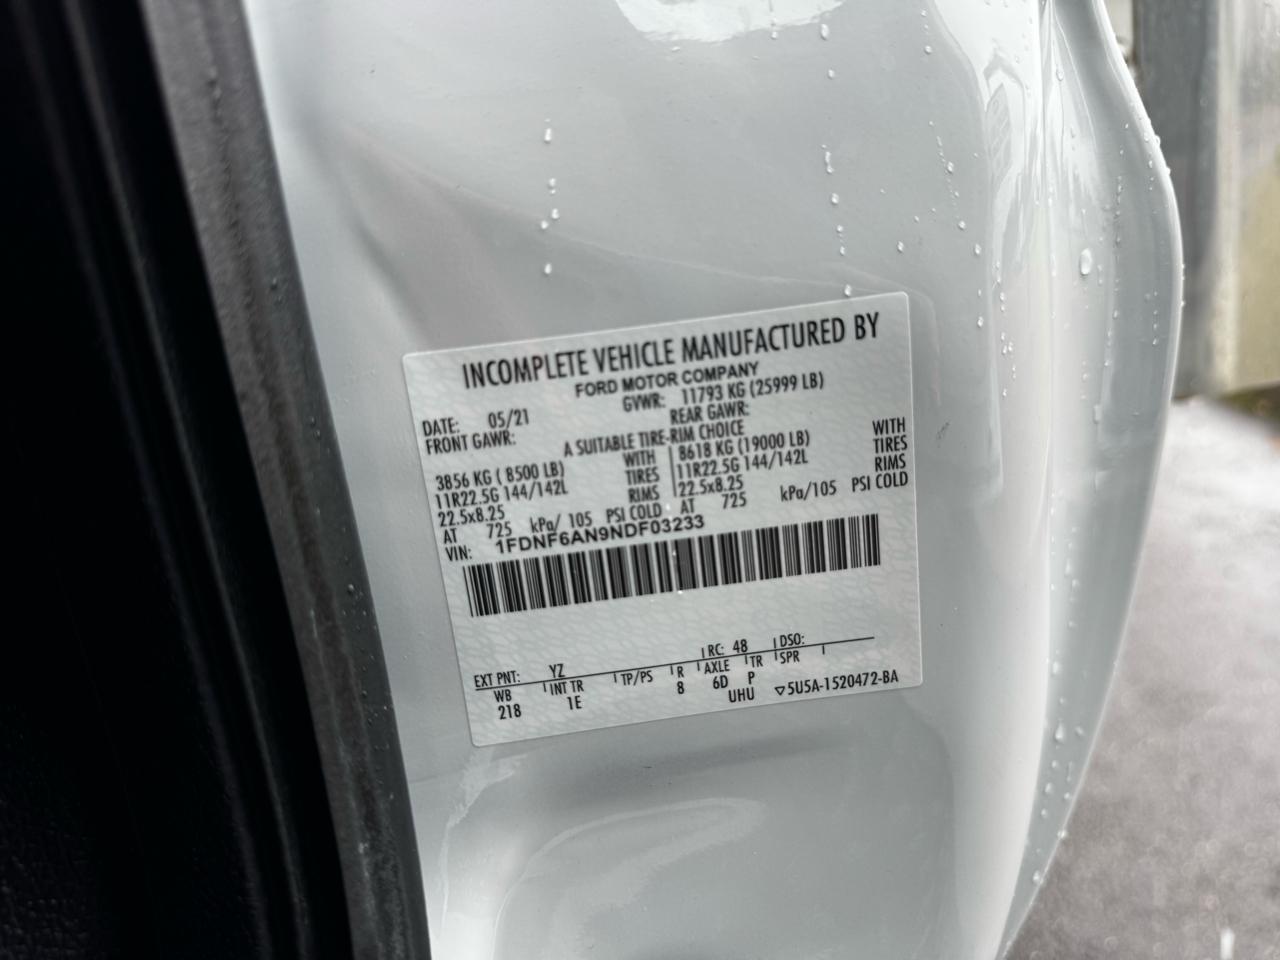 INCOMPLETE VEHICLE MANUFACTURED BY
FORD MOTOR COMPANY
DATE: 05/21 GVWR: 11793 KG (25999 LB)
FRONT GAWR: REAR GAWR:
A SUITABLE TIRE-RIM CHOICE
3856 KG ( 8500 LB) WITH 8618 KG (19000 LB) WITH
11R22.5G 144/142L TIRES 11R22.5G 144/142L TIRES
22.5x8.25 RIMS 22.5x8.25 RIMS
AT 725 kPa/ 105 PSI COLD AT 725 kPa/105 PSI COLD
VIN: 1FDNF6AN9NDF03233
EXT PNT: YZ RC: 48 DSO:
WB INT TR TP/PS R AXLE TR SPR
218 1E 8 6D P
UHU 5U5A-1520472-BA